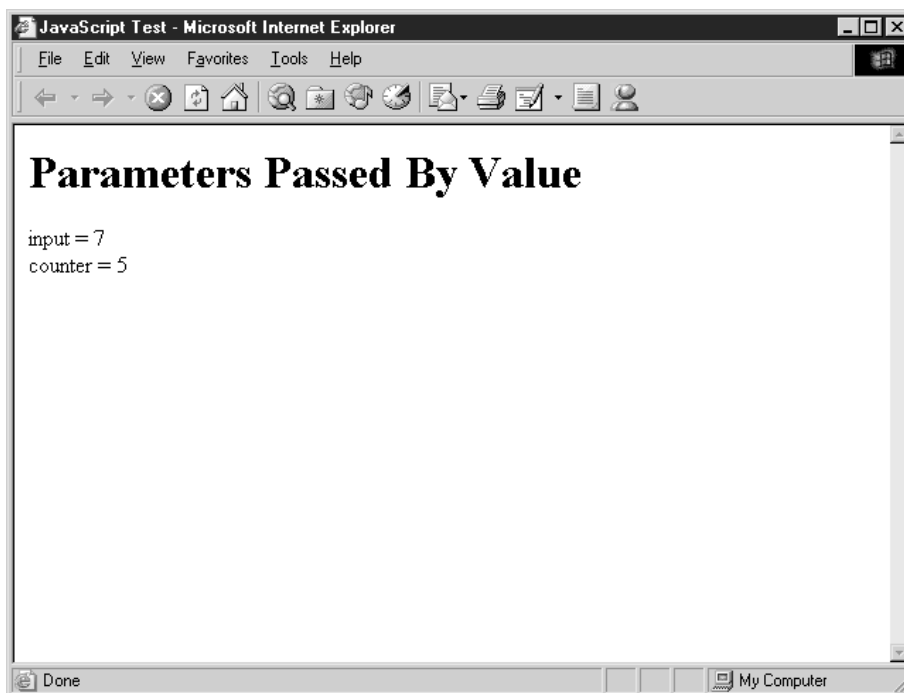 JavaScript Test - Microsoft Internet Explorer
File Edit View Favorites Tools Help
Parameters Passed By Value
input = 7
counter = 5
Done My Computer